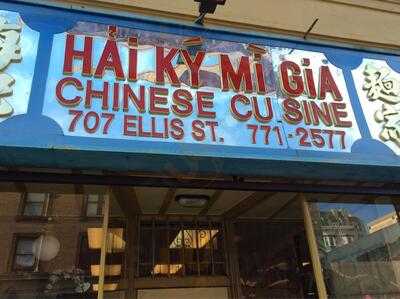 HẢI KÝ MÌ GIA
CHINESE CU SINE
707 ELLIS ST. 771-2577